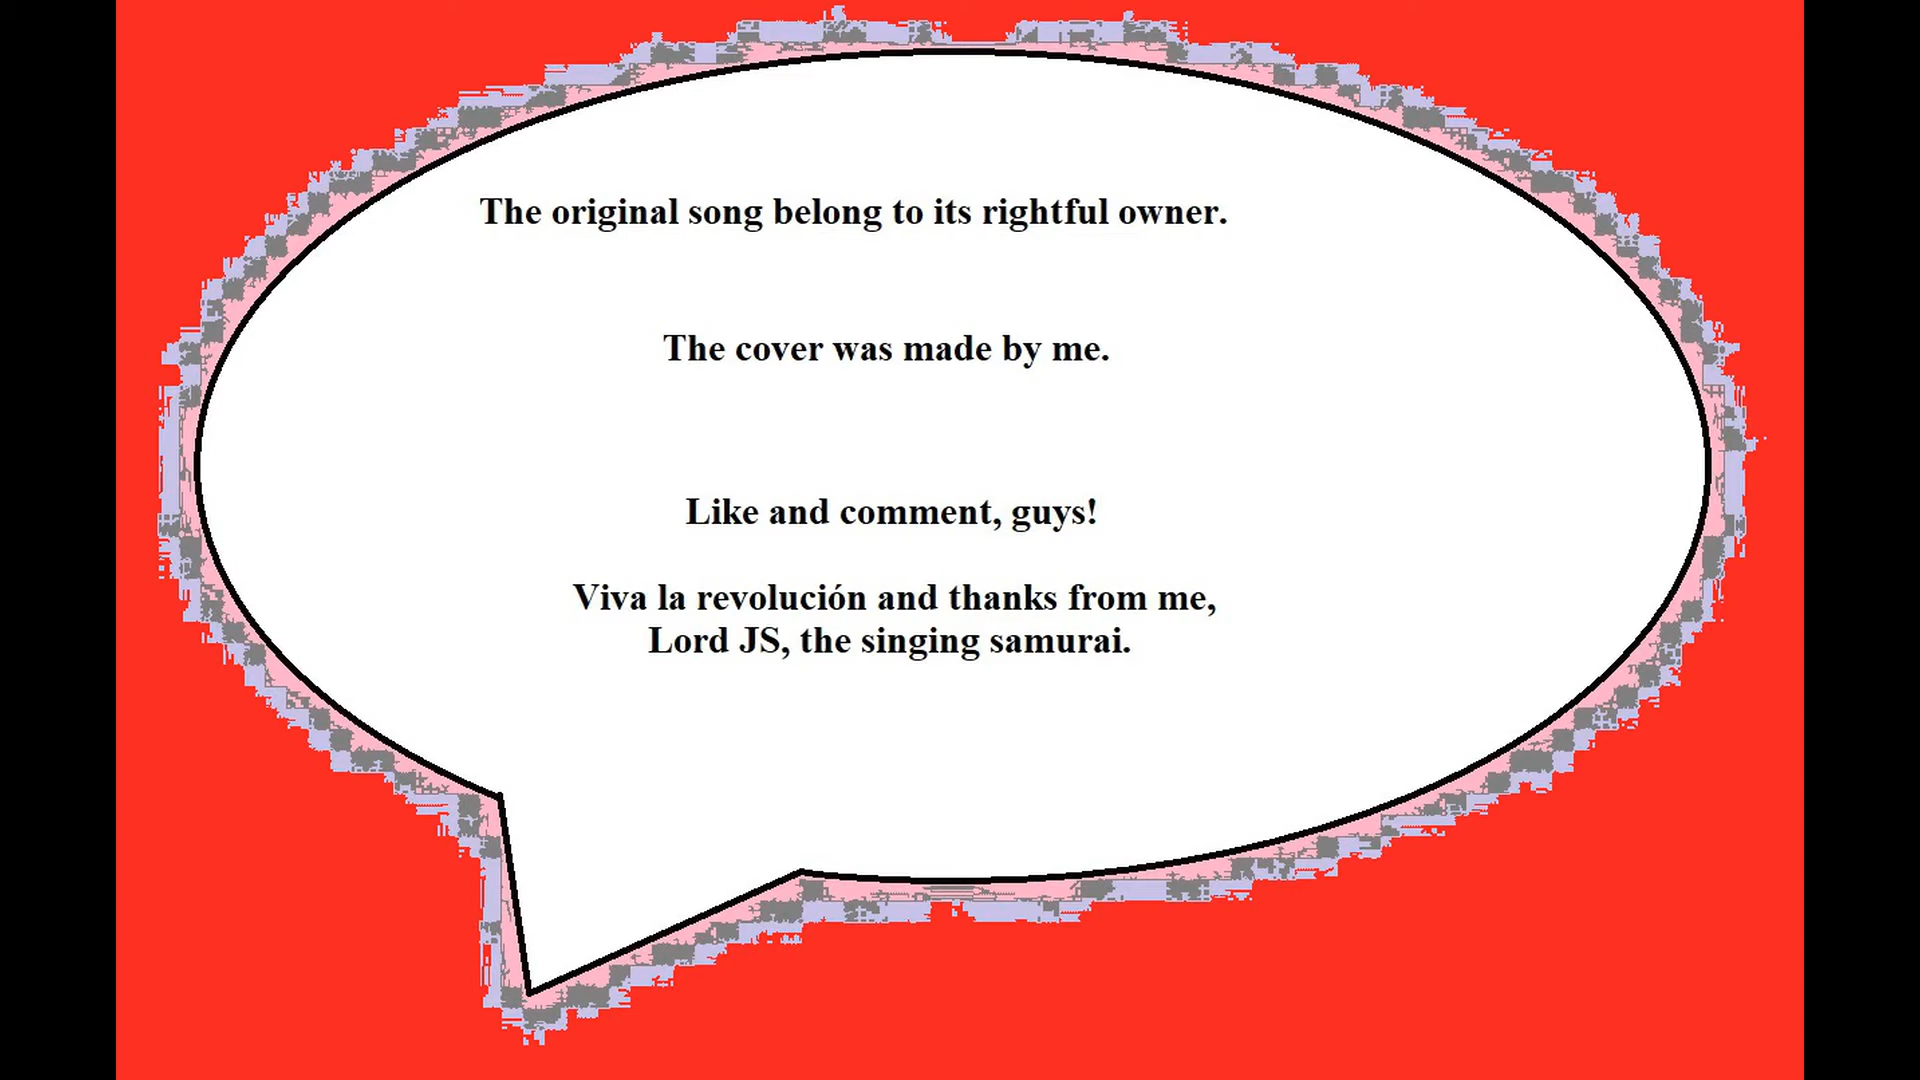 The original song belong to its rightful owner.
The cover was made by me.
Like and comment, guys!
Viva la revolución and thanks from me,
Lord JS, the singing samurai.